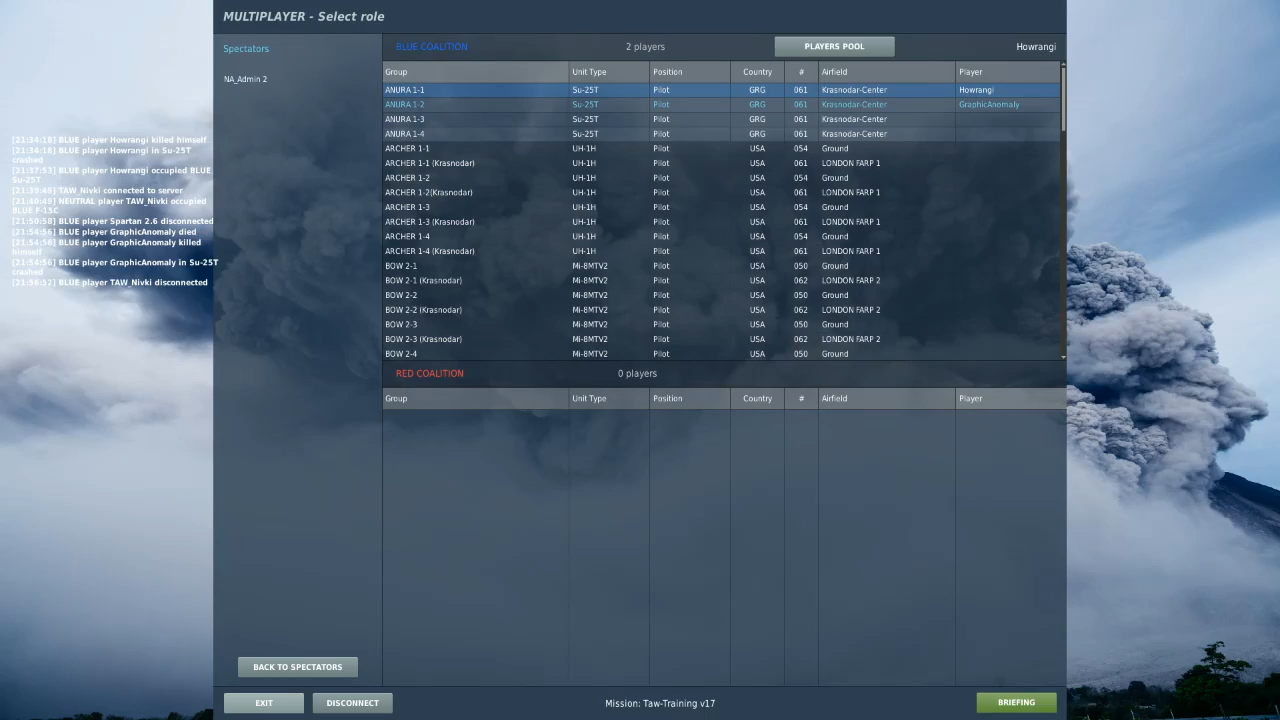 MULTIPLAYER - Select role
Spectators
NA_Admin 2
[21:34:18] BLUE player Howrangi killed himself
[21:34:18] BLUE player Howrangi in Su-25T
crashed
[21:37:53] BLUE player Howrangi occupied BLUE
Su-25T
[21:39:49] TAW_Nivki connected to server
[21:40:49] NEUTRAL player TAW_Nivki occupied
BLUE F-15C
[21:50:58] BLUE player Spartan 2.6 disconnected
[21:54:56] BLUE player GraphicAnomaly died
[21:54:56] BLUE player GraphicAnomaly killed
himself
[21:54:56] BLUE player GraphicAnomaly in Su-25T
crashed
[21:56:52] BLUE player TAW_Nivki disconnected
BLUE COALITION 2 players PLAYERS POOL Howrangi
Group Unit Type Position Country # Airfield Player
ANURA 1-1 Su-25T Pilot GRG 061 Krasnodar-Center Howrangi
ANURA 1-2 Su-25T Pilot GRG 061 Krasnodar-Center GraphicAnomaly
ANURA 1-3 Su-25T Pilot GRG 061 Krasnodar-Center
ANURA 1-4 Su-25T Pilot GRG 061 Krasnodar-Center
ARCHER 1-1 UH-1H Pilot USA 054 Ground
ARCHER 1-1 (Krasnodar) UH-1H Pilot USA 061 LONDON FARP 1
ARCHER 1-2 UH-1H Pilot USA 054 Ground
ARCHER 1-2(Krasnodar) UH-1H Pilot USA 061 LONDON FARP 1
ARCHER 1-3 UH-1H Pilot USA 054 Ground
ARCHER 1-3 (Krasnodar) UH-1H Pilot USA 061 LONDON FARP 1
ARCHER 1-4 UH-1H Pilot USA 054 Ground
ARCHER 1-4 (Krasnodar) UH-1H Pilot USA 061 LONDON FARP 1
BOW 2-1 Mi-8MTV2 Pilot USA 050 Ground
BOW 2-1 (Krasnodar) Mi-8MTV2 Pilot USA 062 LONDON FARP 2
BOW 2-2 Mi-8MTV2 Pilot USA 050 Ground
BOW 2-2 (Krasnodar) Mi-8MTV2 Pilot USA 062 LONDON FARP 2
BOW 2-3 Mi-8MTV2 Pilot USA 050 Ground
BOW 2-3 (Krasnodar) Mi-8MTV2 Pilot USA 062 LONDON FARP 2
BOW 2-4 Mi-8MTV2 Pilot USA 050 Ground
RED COALITION 0 players
Group Unit Type Position Country # Airfield Player
BACK TO SPECTATORS
EXIT DISCONNECT Mission: Taw-Training v17 BRIEFING